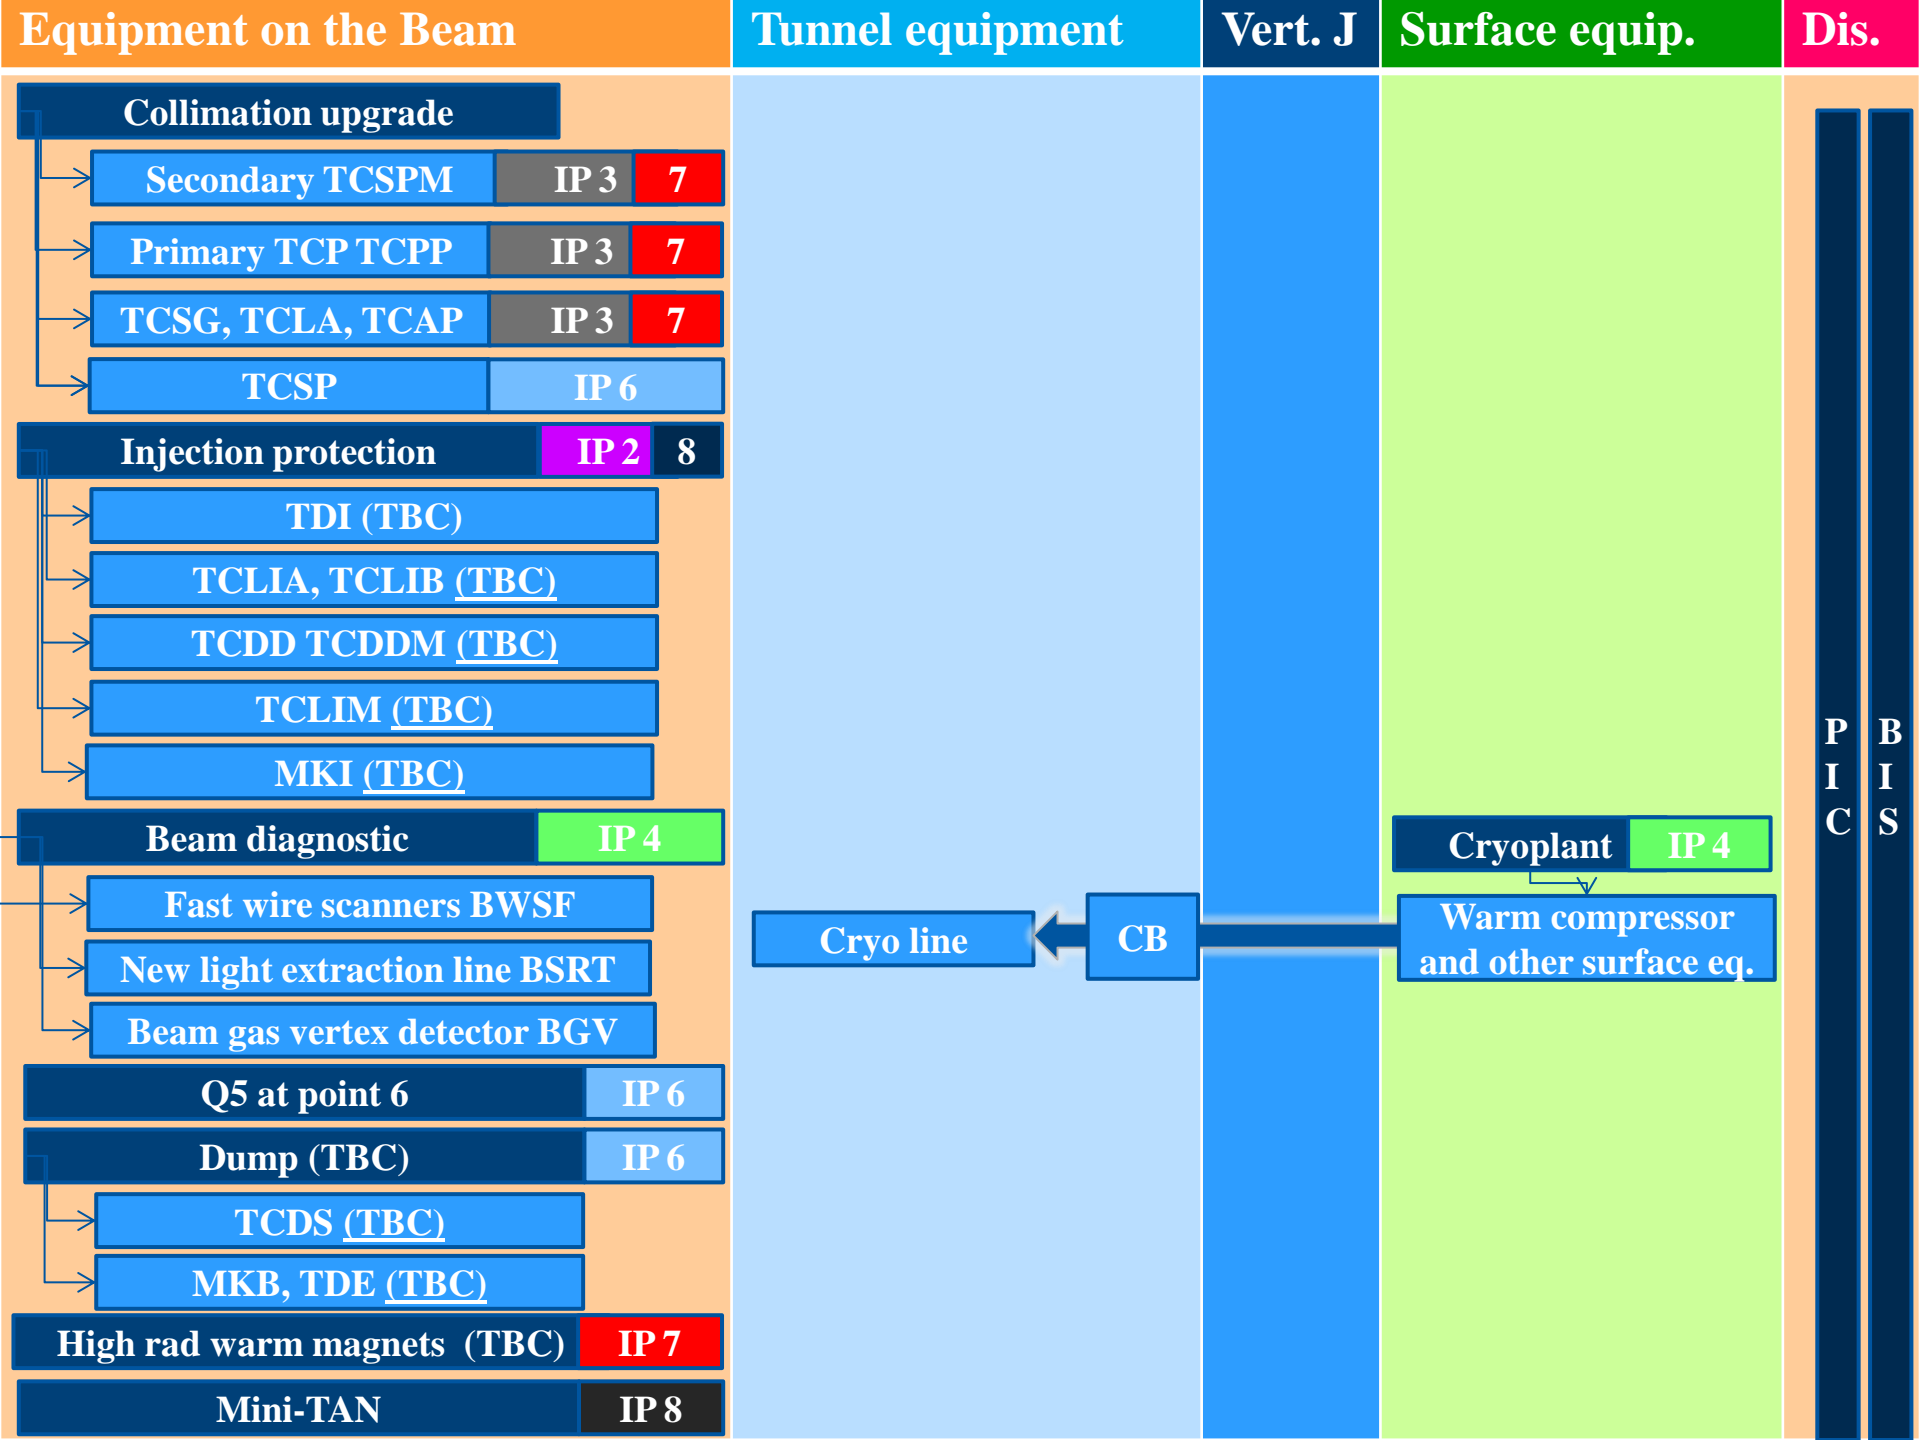 Equipment on the Beam
Tunnel equipment
Vert. J
Surface equip.
Dis.
Collimation upgrade
Secondary TCSPM IP 3 7
Primary TCP TCPP IP 3 7
TCSG, TCLA, TCAP IP 3 7
TCSP IP 6
Injection protection IP 2 8
TDI (TBC)
TCLIA, TCLIB (TBC)
TCDD TCDDM (TBC)
TCLIM (TBC)
MKI (TBC)
Beam diagnostic IP 4
Fast wire scanners BWSF
New light extraction line BSRT
Beam gas vertex detector BGV
Q5 at point 6 IP 6
Dump (TBC) IP 6
TCDS (TBC)
MKB, TDE (TBC)
High rad warm magnets (TBC) IP 7
Mini-TAN IP 8
Cryo line
CB
Cryoplant IP 4
Warm compressor
and other surface eq.
P
I
C
B
I
S